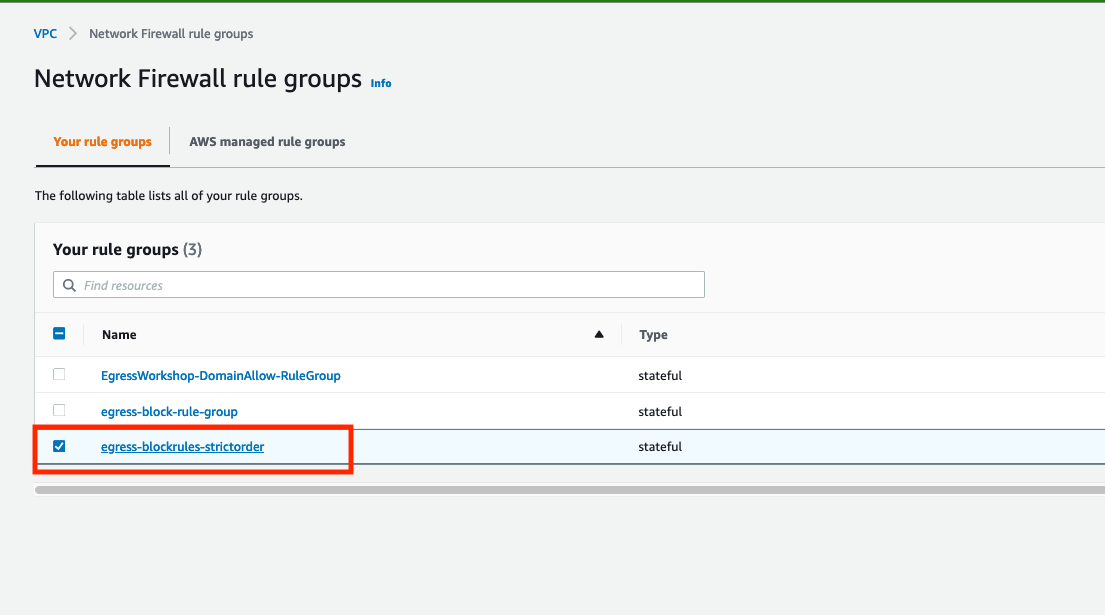 VPC > Network Firewall rule groups
Network Firewall rule groups Info
Your rule groups AWS managed rule groups
The following table lists all of your rule groups.
Your rule groups (3)
Find resources
Name Type
EgressWorkshop-DomainAllow-RuleGroup stateful
egress-block-rule-group stateful
egress-blockrules-strictorder stateful